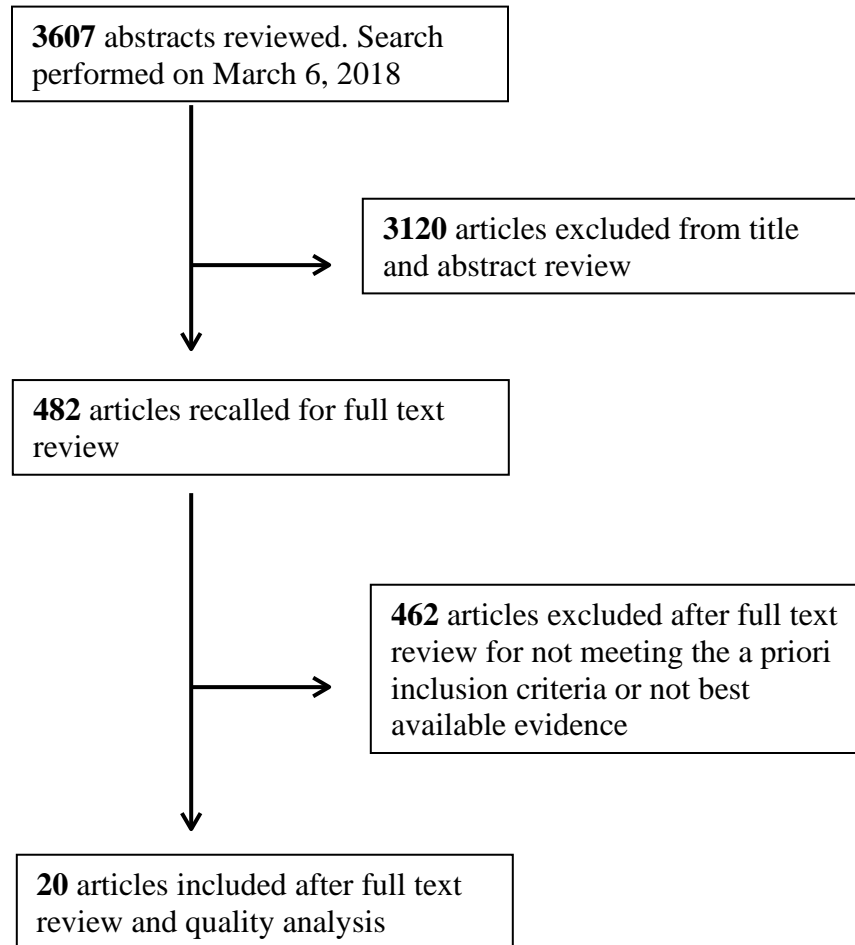 3607 abstracts reviewed. Search
performed on March 6, 2018
3120 articles excluded from title
and abstract review
482 articles recalled for full text
review
462 articles excluded after full text
review for not meeting the a priori
inclusion criteria or not best
available evidence
20 articles included after full text
review and quality analysis